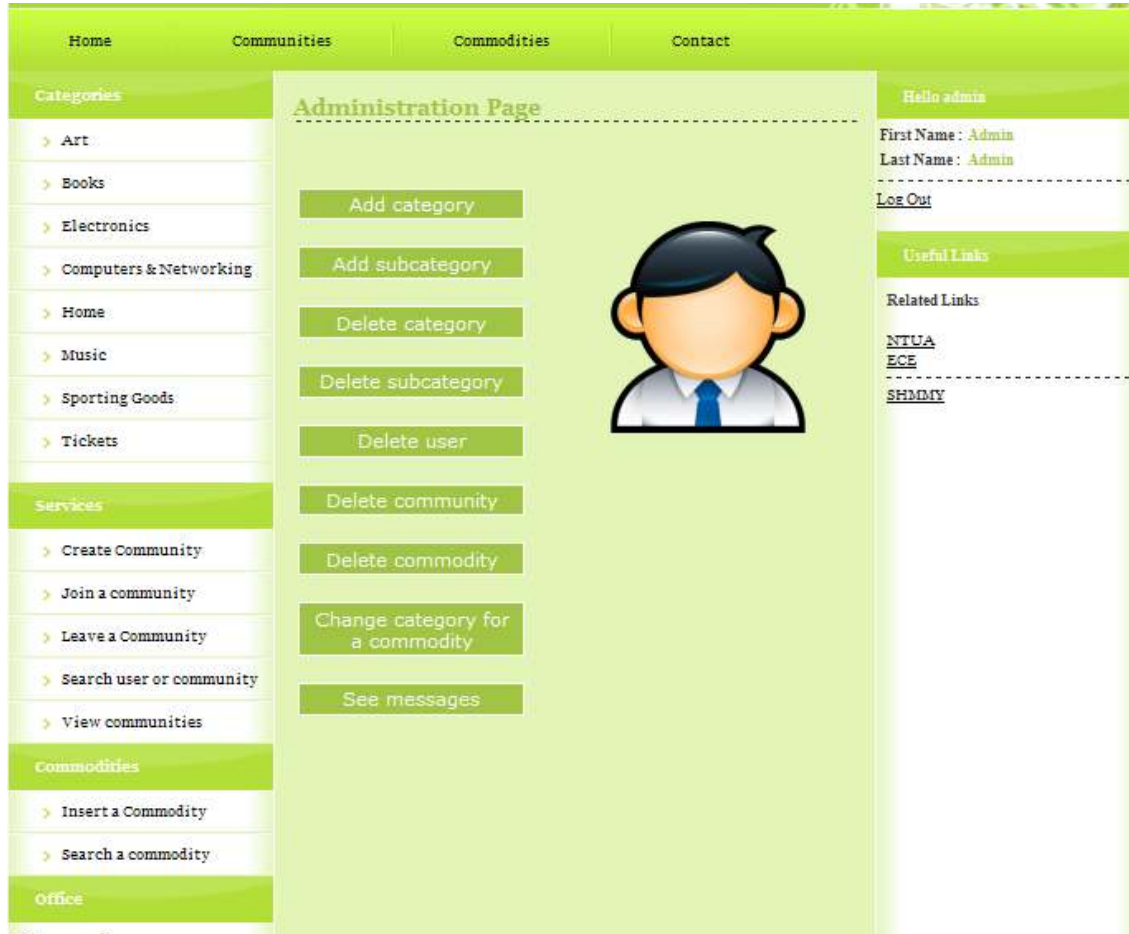 Home Communities Commodities Contact
Categories
Art
Books
Electronics
Computers & Networking
Home
Music
Sporting Goods
Tickets
Services
Create Community
Join a community
Leave a Community
Search user or community
View communities
Commodities
Insert a Commodity
Search a commodity
Office
Administration Page
Add category
Add subcategory
Delete category
Delete subcategory
Delete user
Delete community
Delete commodity
Change category for
a commodity
See messages
Hello admin
First Name : Admin
Last Name : Admin
Log Out
Useful Links
Related Links
NTUA
ECE
SHMMY